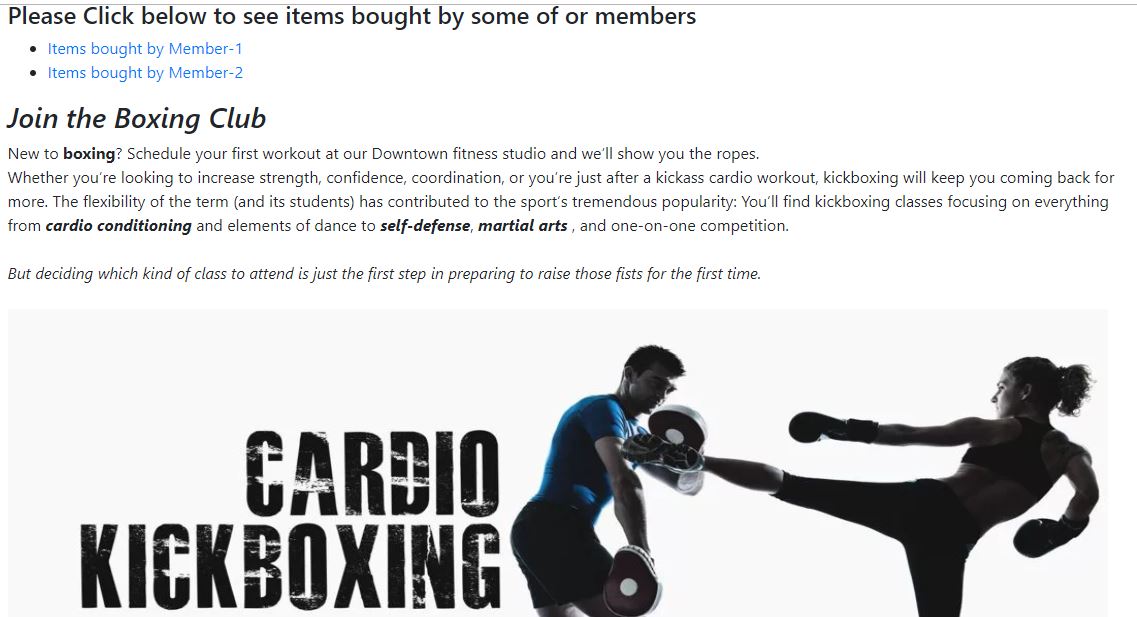 Please Click below to see items bought by some of or members
Items bought by Member-1
Items bought by Member-2
Join the Boxing Club
New to boxing? Schedule your first workout at our Downtown fitness studio and we'll show you the ropes.
Whether you're looking to increase strength, confidence, coordination, or you're just after a kickass cardio workout, kickboxing will keep you coming back for
more. The flexibility of the term (and its students) has contributed to the sport's tremendous popularity: You'll find kickboxing classes focusing on everything
from cardio conditioning and elements of dance to self-defense, martial arts , and one-on-one competition.
But deciding which kind of class to attend is just the first step in preparing to raise those fists for the first time.
CARDIO
KICKBOXING